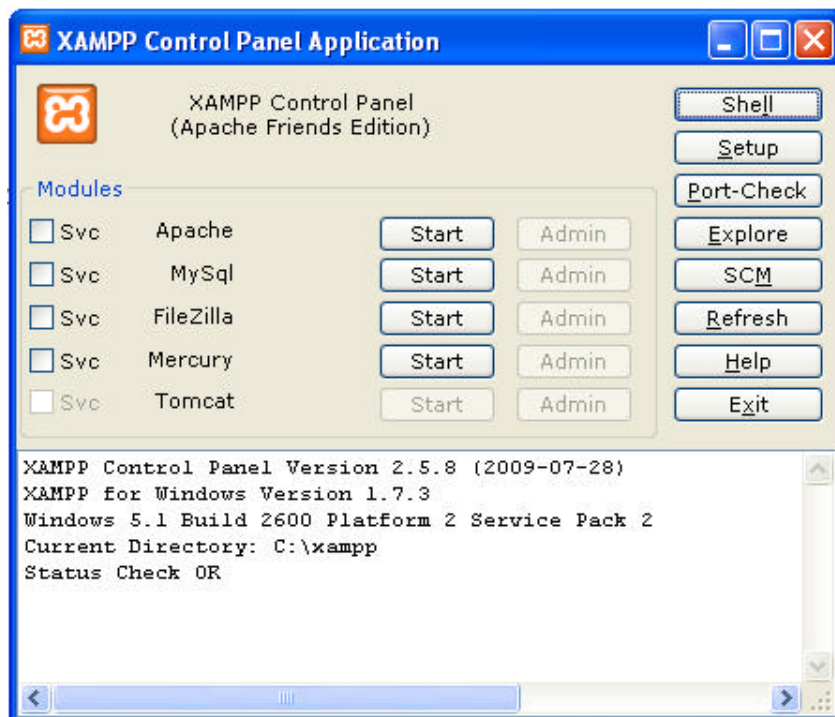 XAMPP Control Panel Application
XAMPP Control Panel
(Apache Friends Edition)
Shell
Setup
Port-Check
Explore
SCM
Refresh
Help
Exit
Modules
Svc Apache Start Admin
Svc MySql Start Admin
Svc FileZilla Start Admin
Svc Mercury Start Admin
Svc Tomcat Start Admin
XAMPP Control Panel Version 2.5.8 (2009-07-28)
XAMPP for Windows Version 1.7.3
Windows 5.1 Build 2600 Platform 2 Service Pack 2
Current Directory: C:\xampp
Status Check OK